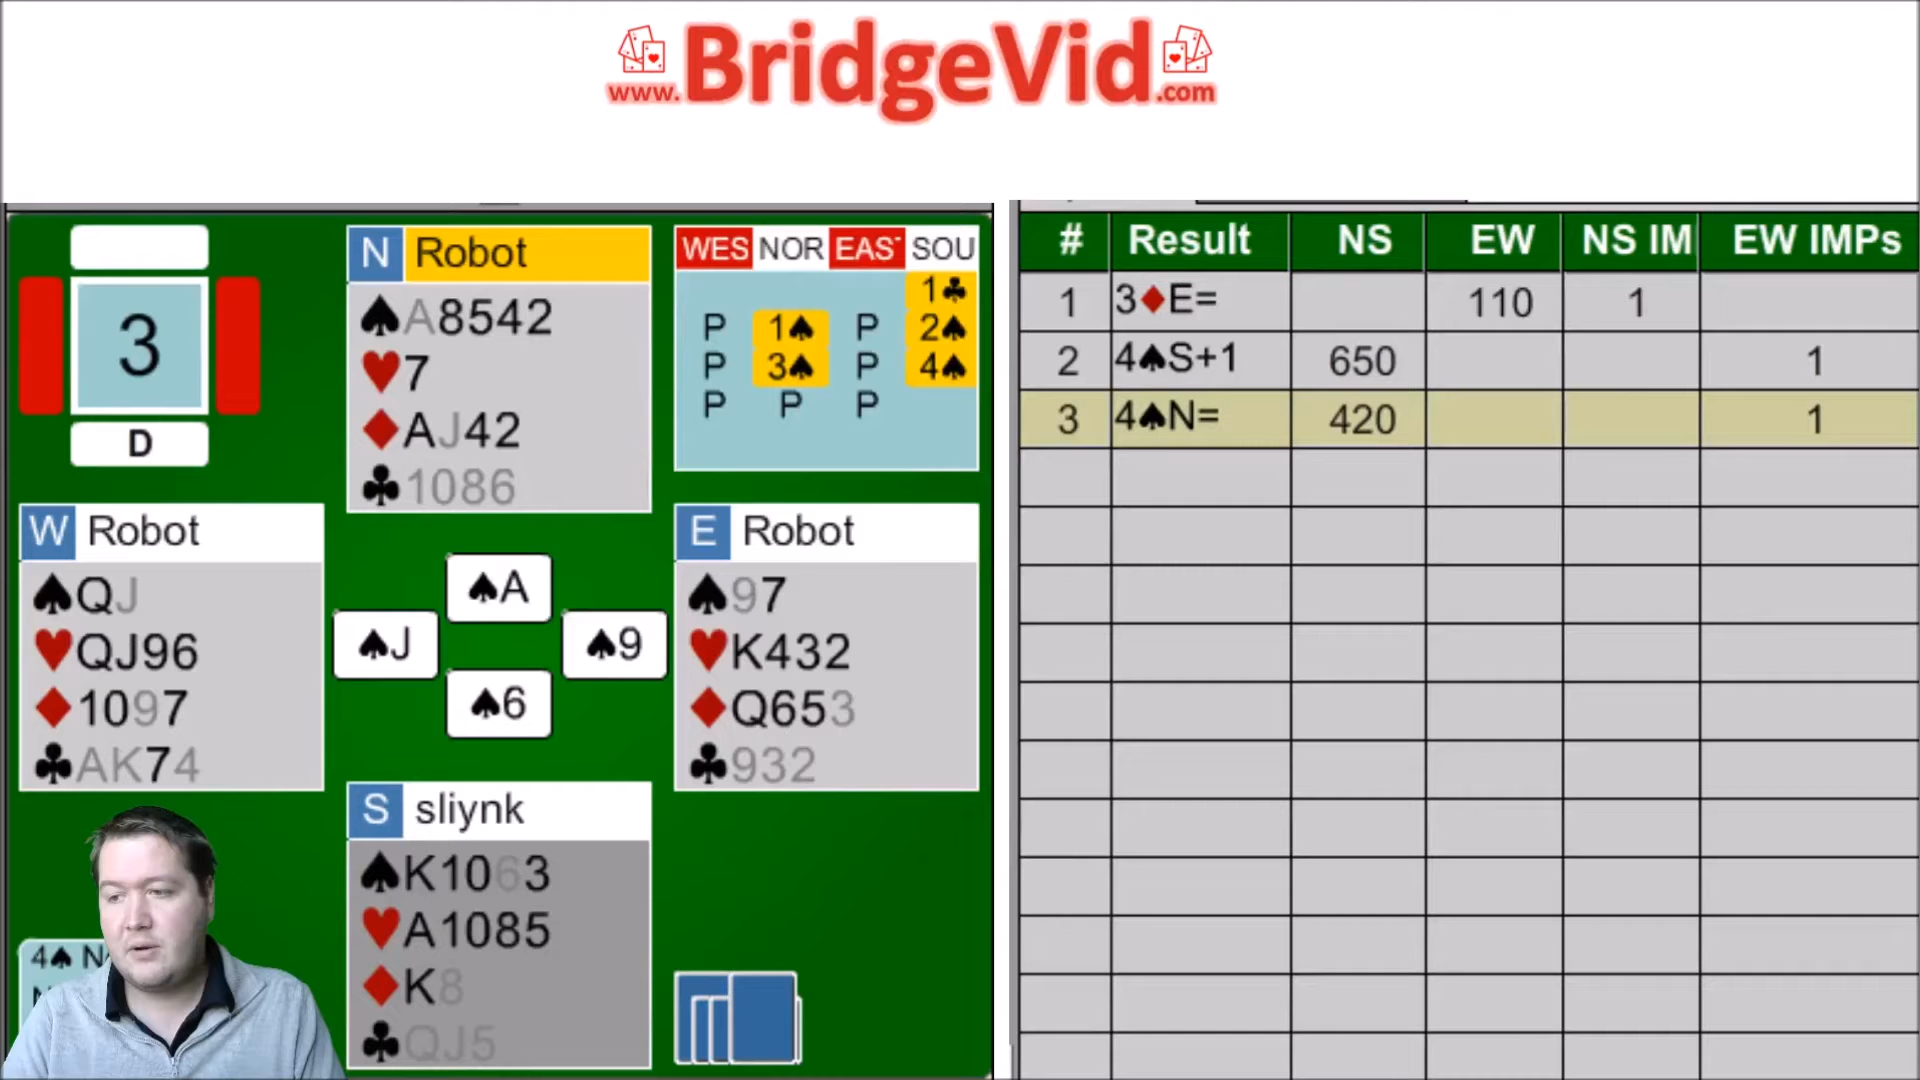 www.BridgeVid.com
3
D
N Robot
♠A8542
♥7
♦AJ42
♣1086
WES NOR EAS SOU
1♣
P 1♠ P 2♠
P 3♠ P 4♠
P P P
W Robot
♠QJ
♥QJ96
♦1097
♣AK74
♠A
♠J
♠9
♠6
E Robot
♠97
♥K432
♦Q653
♣932
S sliynk
♠K1063
♥A1085
♦K8
♣QJ5
4♠ N
# Result NS EW NS IM EW IMPs
1 3♦E= 110 1
2 4♠S+1 650 1
3 4♠N= 420 1